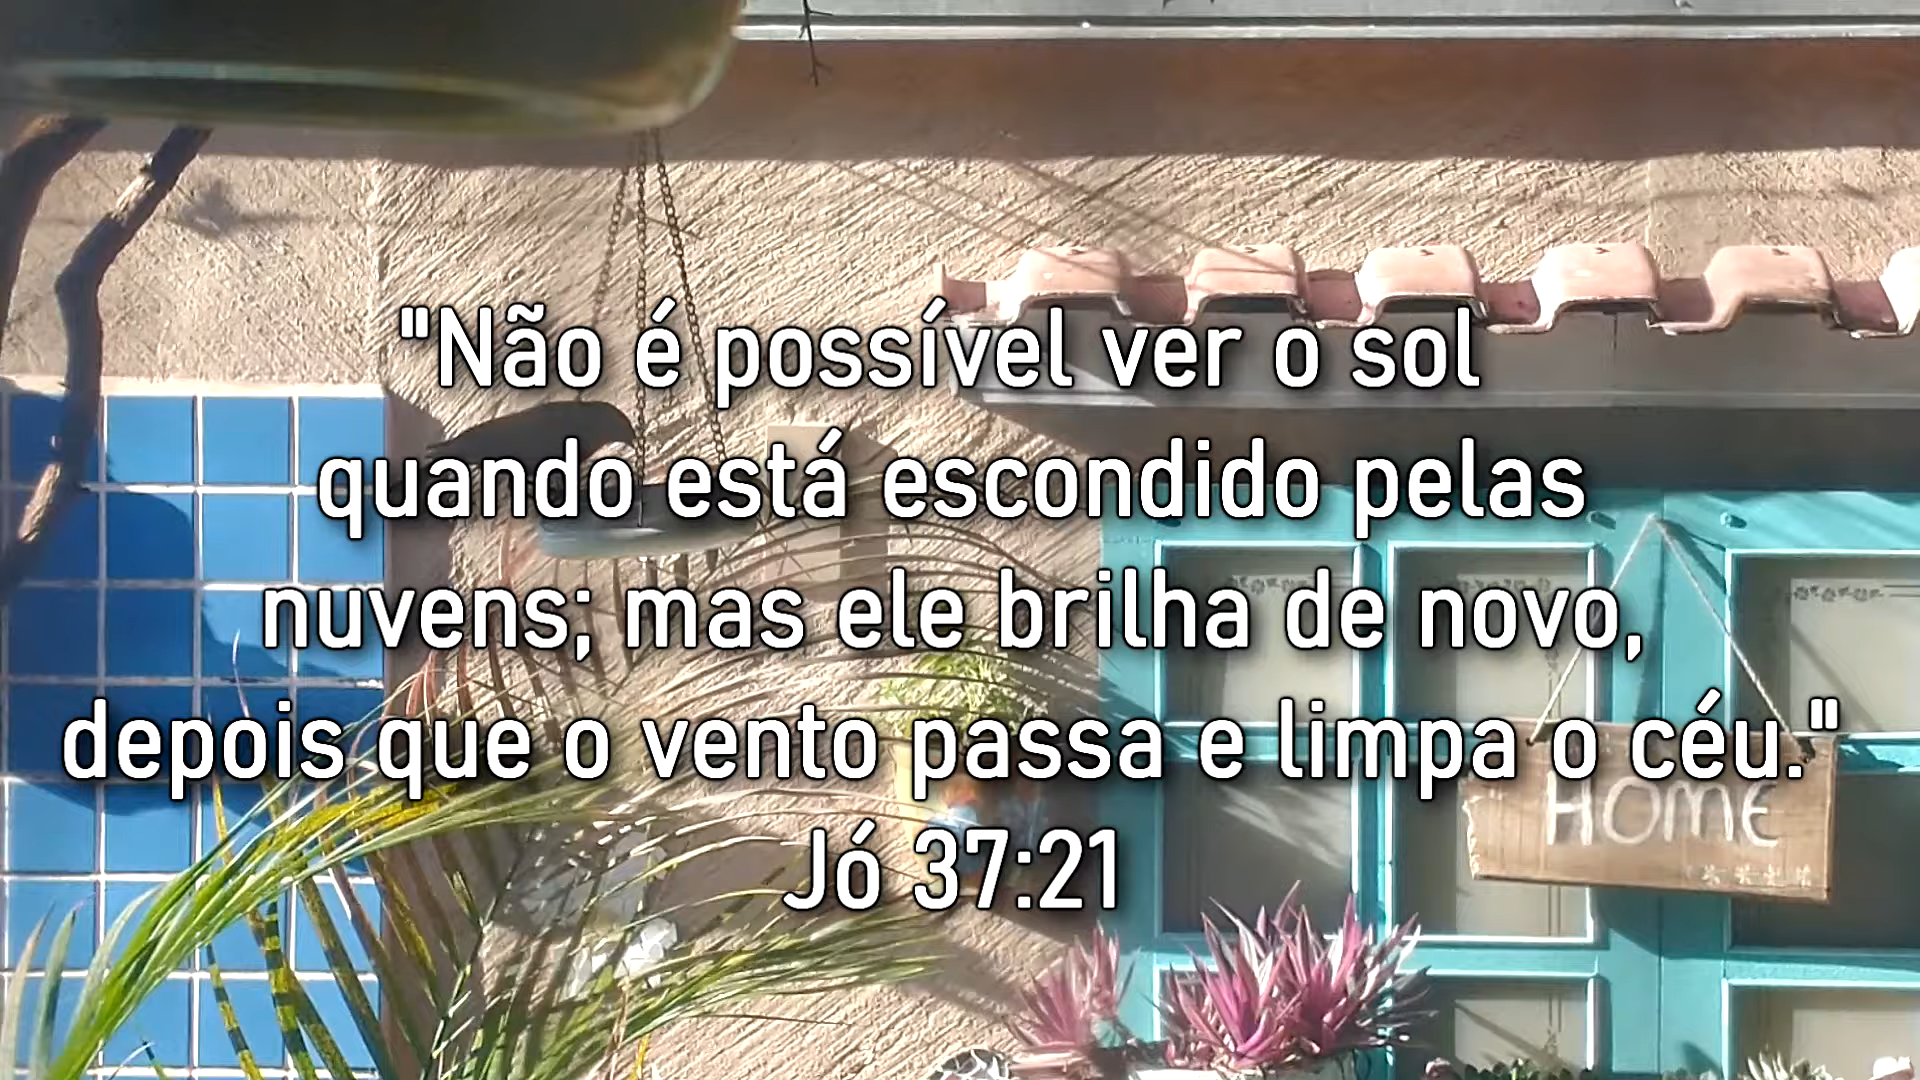 "Não é possível ver o sol
quando está escondido pelas
nuvens; mas ele brilha de novo,
depois que o vento passa e limpa o céu."
Jó 37:21
HOME